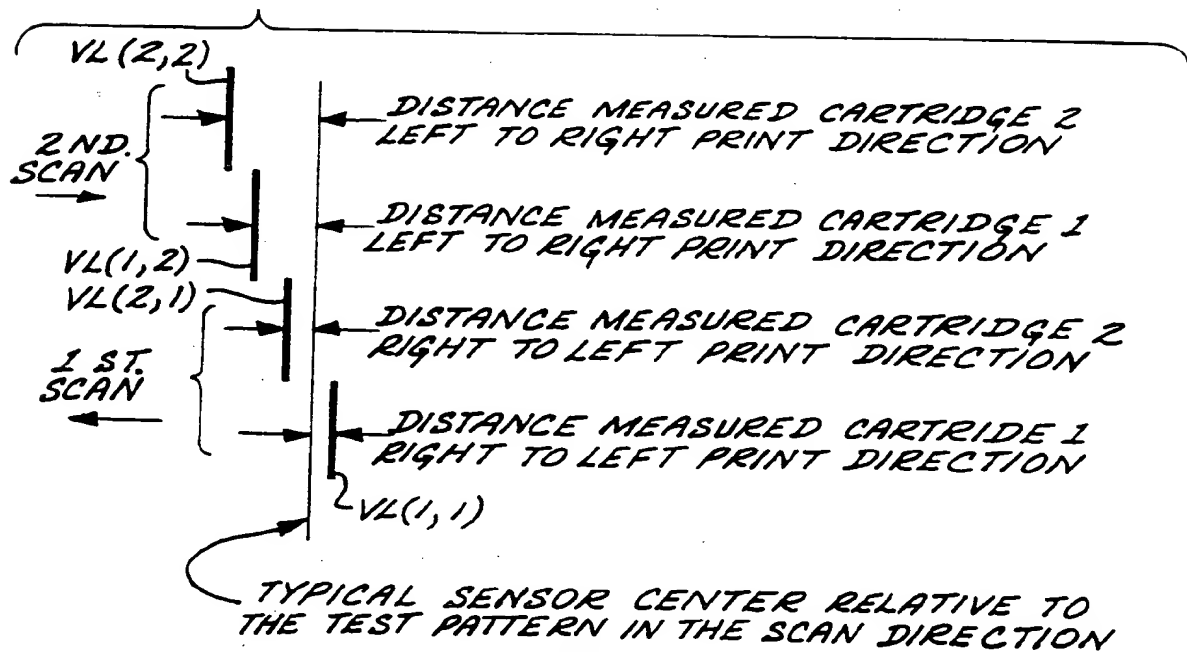 VL(2,2)
DISTANCE MEASURED CARTRIDGE 2
LEFT TO RIGHT PRINT DIRECTION
2ND.
SCAN
DISTANCE MEASURED CARTRIDGE 1
LEFT TO RIGHT PRINT DIRECTION
VL(1,2)
VL(2,1)
DISTANCE MEASURED CARTRIDGE 2
RIGHT TO LEFT PRINT DIRECTION
1 ST.
SCAN
DISTANCE MEASURED CARTRIDE 1
RIGHT TO LEFT PRINT DIRECTION
VL(1,1)
TYPICAL SENSOR CENTER RELATIVE TO
THE TEST PATTERN IN THE SCAN DIRECTION